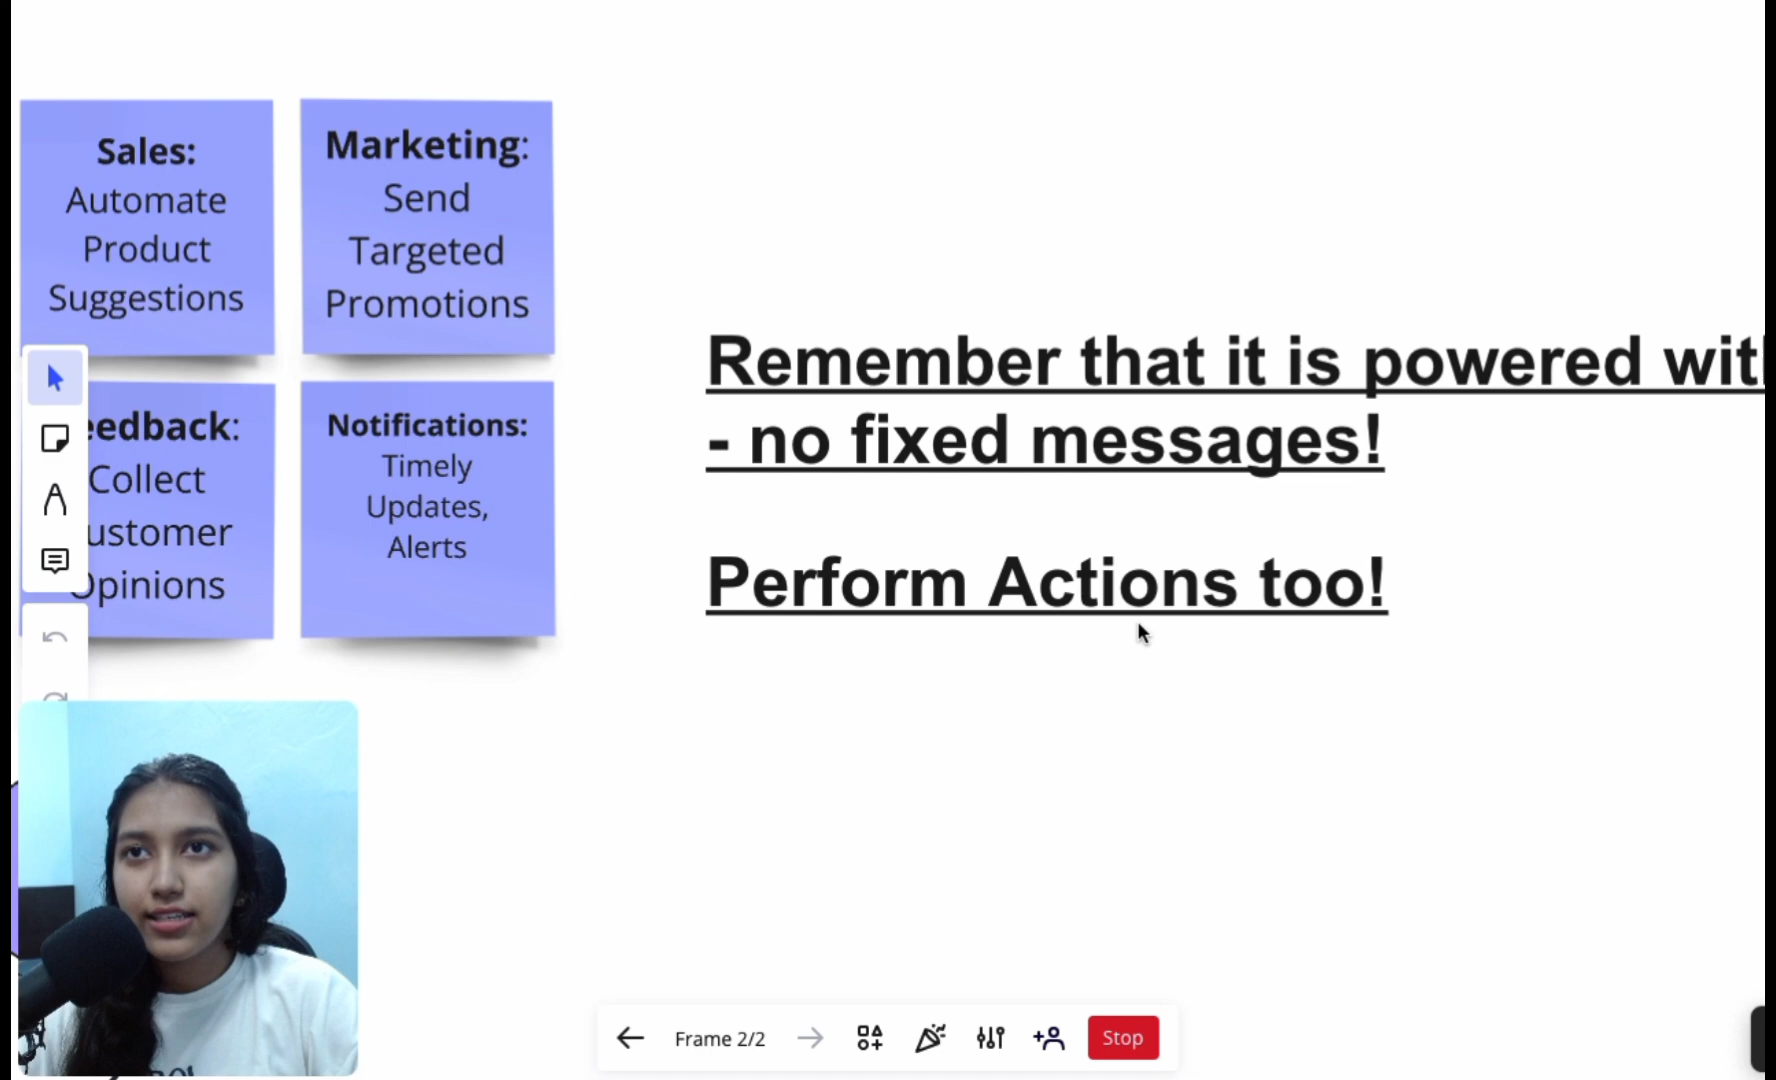 Sales:
Automate
Product
Suggestions
Marketing:
Send
Targeted
Promotions
eedback:
Collect
ustomer
Opinions
Notifications:
Timely
Updates,
Alerts
Remember that it is powered wit
- no fixed messages!
Perform Actions too!
Frame 2/2
Stop